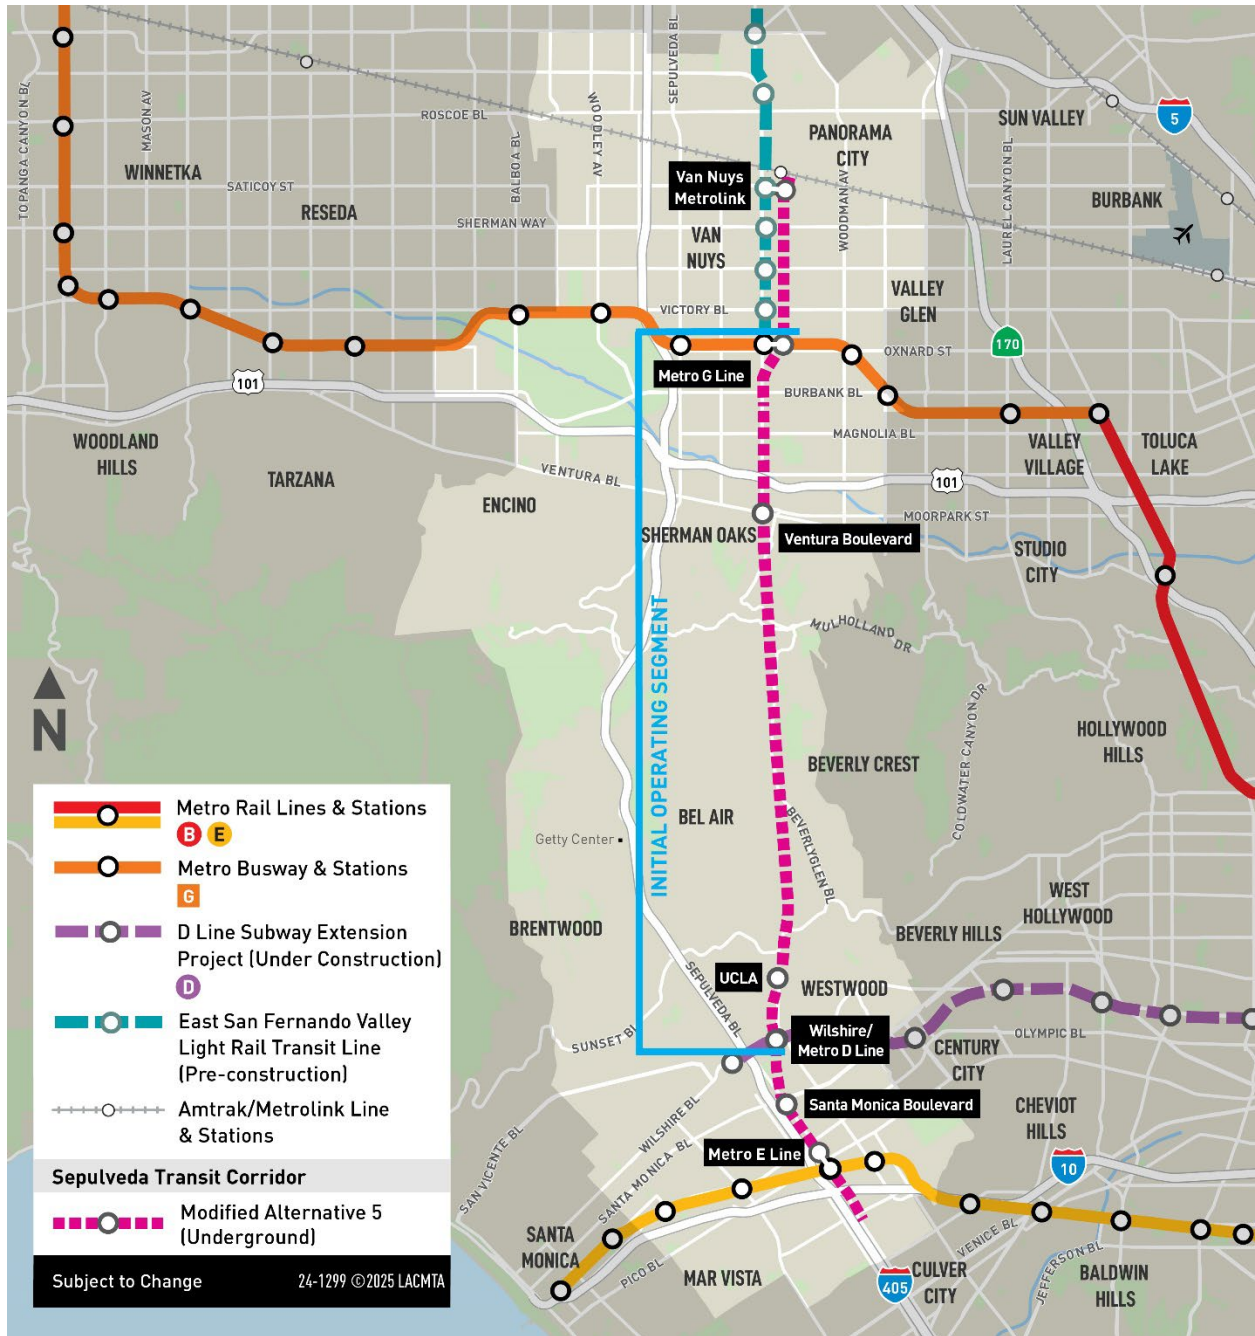 SEPULVEDA BL
TOPANGA CANYON BL
MASON AV
WINNETKA
ROSCOE BL
BALBOA BL
WOODLEY AV
PANORAMA
CITY
SUN VALLEY
5
SATICOY ST
RESEDA
SHERMAN WAY
Van Nuys
Metrolink
VAN
NUYS
WOODMAN AV
LAUREL CANYON BL
BURBANK
VICTORY BL
VALLEY
GLEN
OXNARD ST
170
101
Metro G Line
BURBANK BL
MAGNOLIA BL
WOODLAND
HILLS
TARZANA
VENTURA BL
ENCINO
VALLEY
VILLAGE
TOLUCA
LAKE
101
MOORPARK ST
SHERMAN OAKS
Ventura Boulevard
STUDIO
CITY
INITIAL OPERATING SEGMENT
MULHOLLAND DR
COLDWATER CANYON DR
HOLLYWOOD
HILLS
N
BEVERLY CREST
BEL AIR
BEVERLYGLEN BL
Getty Center
WEST
HOLLYWOOD
BRENTWOOD
BEVERLY HILLS
SEPULVEDA BL
UCLA
WESTWOOD
SUNSET BL
Wilshire/
Metro D Line
OLYMPIC BL
CENTURY
CITY
Santa Monica Boulevard
CHEVIOT
HILLS
WILSHIRE BL
SAN VICENTE BL
SANTA MONICA BL
Metro E Line
10
SANTA
MONICA
PICO BL
MAR VISTA
VENICE BL
JEFFERSON BL
405
CULVER
CITY
BALDWIN
HILLS
Metro Rail Lines & Stations
B E
Metro Busway & Stations
G
D Line Subway Extension
Project (Under Construction)
D
East San Fernando Valley
Light Rail Transit Line
(Pre-construction)
Amtrak/Metrolink Line
& Stations
Sepulveda Transit Corridor
Modified Alternative 5
(Underground)
Subject to Change
24-1299 ©2025 LACMTA